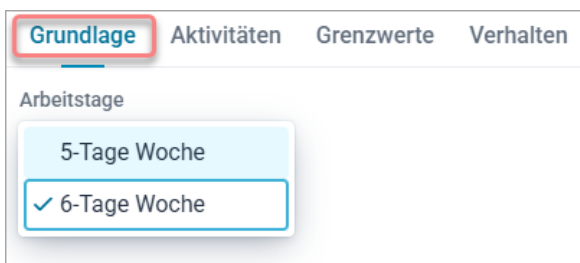 Grundlage Aktivitäten Grenzwerte Verhalten
Arbeitstage
5-Tage Woche
6-Tage Woche